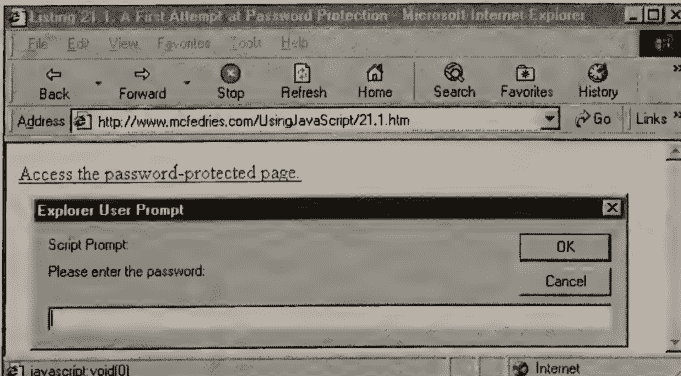 Listing 21.1. A First Attempt at Password Protection - Microsoft Internet Explorer
File Edit View Favorites Tools Help
Back Forward Stop Refresh Home Search Favorites History
Address http://www.mcfedries.com/UsingJavaScript/21.1.htm Go Links
Access the password-protected page.
Explorer User Prompt
Script Prompt:
OK
Please enter the password:
Cancel
javascript:void(0) Internet